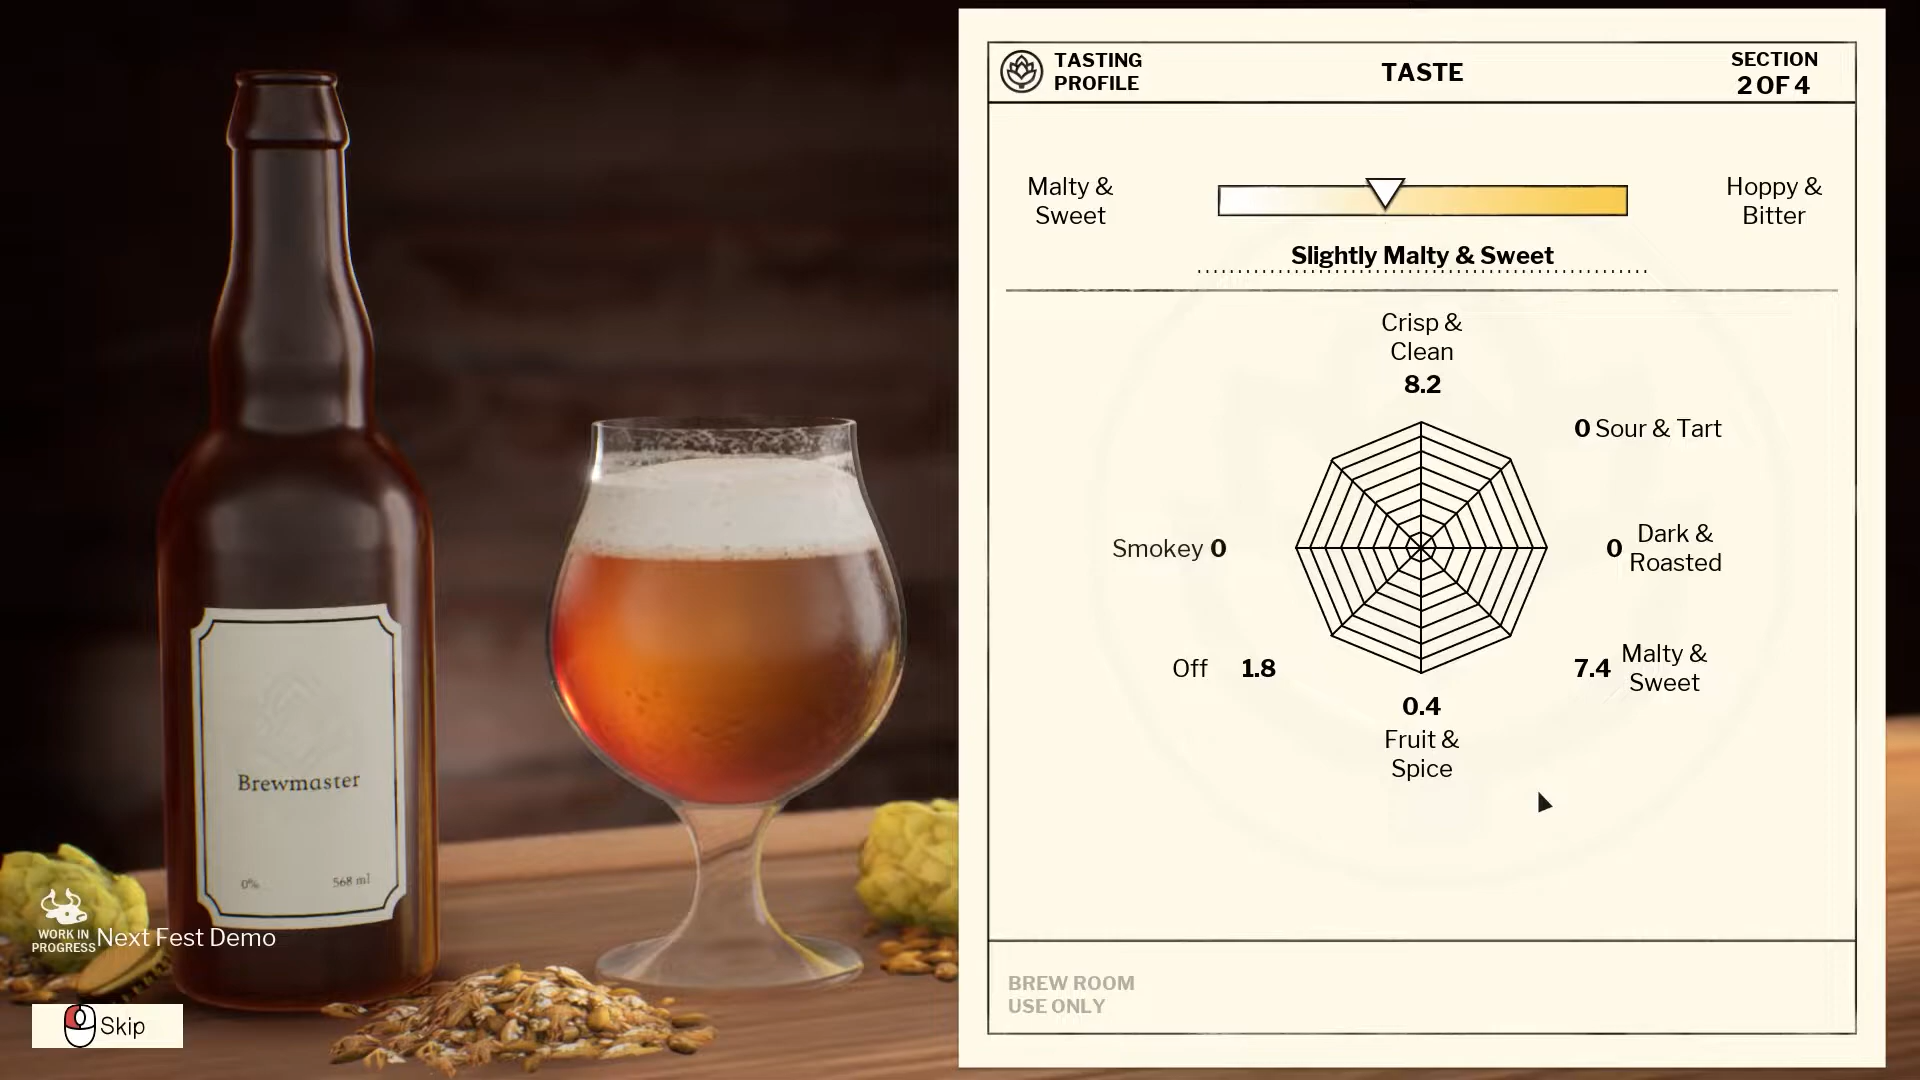 TASTING
PROFILE
TASTE
SECTION
2 OF 4
Malty &
Sweet
Hoppy &
Bitter
Slightly Malty & Sweet
Crisp &
Clean
8.2
0 Sour & Tart
Smokey 0
0 Dark &
Roasted
Off 1.8
7.4 Malty &
Sweet
0.4
Fruit &
Spice
BREW ROOM
USE ONLY
Brewmaster
0% 568 ml
WORK IN
PROGRESS
Next Fest Demo
Skip